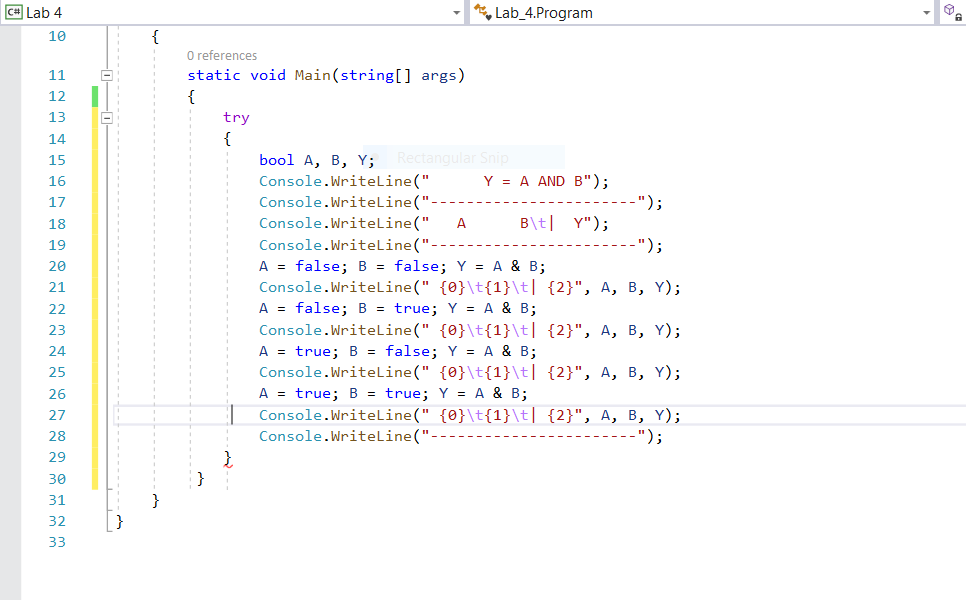 C# Lab 4 Lab_4.Program
10 {
0 references
11 static void Main(string[] args)
12 {
13 try
14 {
15 bool A, B, Y; Rectangular Snip
16 Console.WriteLine("      Y = A AND B");
17 Console.WriteLine("-----------------------");
18 Console.WriteLine("   A      B\t|  Y");
19 Console.WriteLine("-----------------------");
20 A = false; B = false; Y = A & B;
21 Console.WriteLine(" {0}\t{1}\t| {2}", A, B, Y);
22 A = false; B = true; Y = A & B;
23 Console.WriteLine(" {0}\t{1}\t| {2}", A, B, Y);
24 A = true; B = false; Y = A & B;
25 Console.WriteLine(" {0}\t{1}\t| {2}", A, B, Y);
26 A = true; B = true; Y = A & B;
27 Console.WriteLine(" {0}\t{1}\t| {2}", A, B, Y);
28 Console.WriteLine("-----------------------");
29 }
30 }
31 }
32 }
33